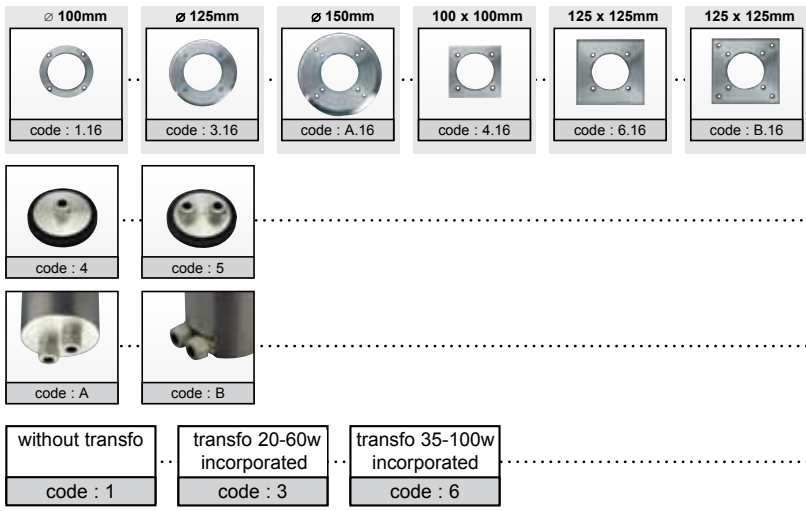 ⌀ 100mm ⌀ 125mm ⌀ 150mm 100 x 100mm 125 x 125mm 125 x 125mm
code : 1.16 code : 3.16 code : A.16 code : 4.16 code : 6.16 code : B.16
code : 4 code : 5
code : A code : B
without transfo transfo 20-60w transfo 35-100w
incorporated incorporated
code : 1 code : 3 code : 6